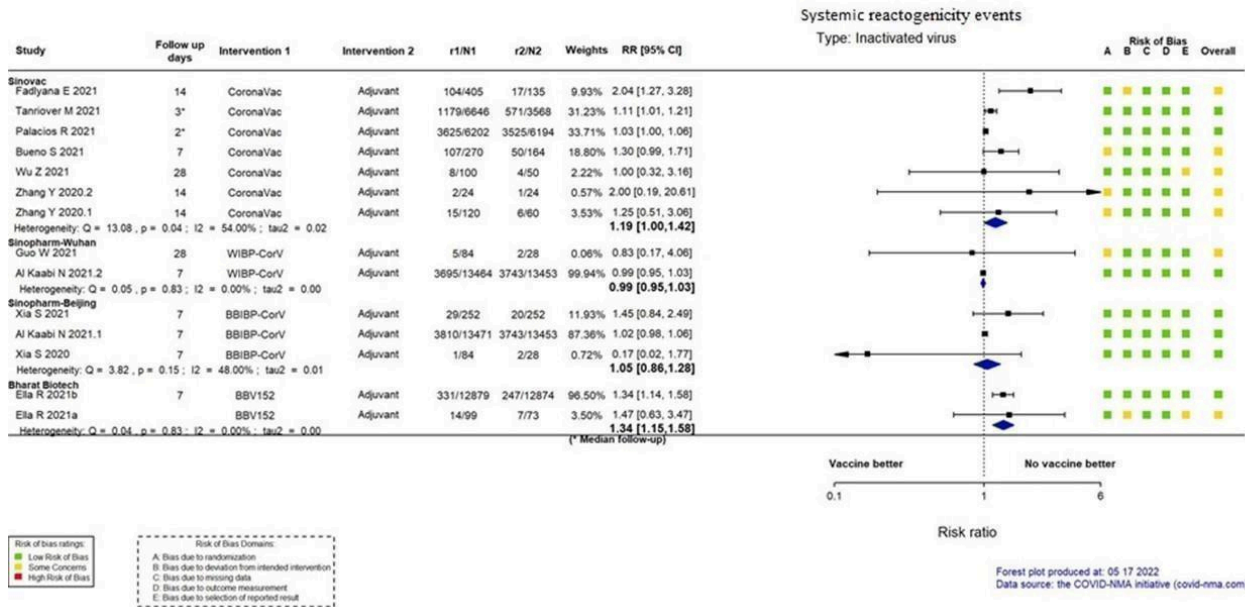 Systemic reactogenicity events
Type: Inactivated virus
Study Follow up days Intervention 1 Intervention 2 r1/N1 r2/N2 Weights RR [95% CI] Risk of Bias A B C D E Overall
Sinovac
Fadlyana E 2021 14 CoronaVac Adjuvant 104/405 17/135 9.93% 2.04 [1.27, 3.28]
Tanriover M 2021 3* CoronaVac Adjuvant 1179/6646 571/3568 31.23% 1.11 [1.01, 1.21]
Palacios R 2021 2* CoronaVac Adjuvant 3625/6202 3525/6194 33.71% 1.03 [1.00, 1.06]
Bueno S 2021 7 CoronaVac Adjuvant 107/270 50/164 18.80% 1.30 [0.99, 1.71]
Wu Z 2021 28 CoronaVac Adjuvant 8/100 4/50 2.22% 1.00 [0.32, 3.16]
Zhang Y 2020.2 14 CoronaVac Adjuvant 2/24 1/24 0.57% 2.00 [0.19, 20.61]
Zhang Y 2020.1 14 CoronaVac Adjuvant 15/120 6/60 3.53% 1.25 [0.51, 3.06]
Heterogeneity: Q = 13.08 , p = 0.04 ; I2 = 54.00% ; tau2 = 0.02 1.19 [1.00,1.42]
Sinopharm-Wuhan
Guo W 2021 28 WIBP-CorV Adjuvant 5/84 2/28 0.06% 0.83 [0.17, 4.06]
Al Kaabi N 2021.2 7 WIBP-CorV Adjuvant 3695/13464 3743/13453 99.94% 0.99 [0.95, 1.03]
Heterogeneity: Q = 0.05 , p = 0.83 ; I2 = 0.00% ; tau2 = 0.00 0.99 [0.95,1.03]
Sinopharm-Beijing
Xia S 2021 7 BBIBP-CorV Adjuvant 29/252 20/252 11.93% 1.45 [0.84, 2.49]
Al Kaabi N 2021.1 7 BBIBP-CorV Adjuvant 3810/13471 3743/13453 87.36% 1.02 [0.98, 1.06]
Xia S 2020 7 BBIBP-CorV Adjuvant 1/84 2/28 0.72% 0.17 [0.02, 1.77]
Heterogeneity: Q = 3.82 , p = 0.15 ; I2 = 48.00% ; tau2 = 0.01 1.05 [0.86,1.28]
Bharat Biotech
Ella R 2021b 7 BBV152 Adjuvant 331/12879 247/12874 96.50% 1.34 [1.14, 1.58]
Ella R 2021a BBV152 Adjuvant 14/99 7/73 3.50% 1.47 [0.63, 3.47]
Heterogeneity: Q = 0.04 , p = 0.83 ; I2 = 0.00% ; tau2 = 0.00 1.34 [1.15,1.58]
(* Median follow-up)
Vaccine better No vaccine better
0.1 1 6
Risk ratio
Risk of bias ratings:
Low Risk of Bias
Some Concerns
High Risk of Bias
Risk of Bias Domains:
A: Bias due to randomization
B: Bias due to deviation from intended intervention
C: Bias due to missing data
D: Bias due to outcome measurement
E: Bias due to selection of reported result
Forest plot produced at: 05 17 2022
Data source: the COVID-NMA initiative (covid-nma.com